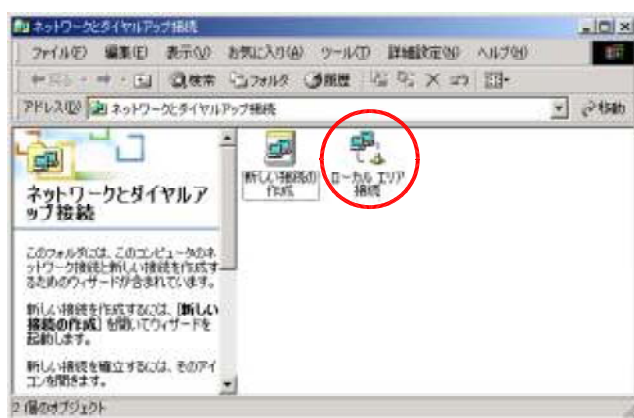 ネットワークとダイヤルアップ接続
ファイル(F) 編集(E) 表示(V) お気に入り(A) ツール(T) 詳細設定(N) ヘルプ(H)
戻る 検索 フォルダ 履歴
アドレス(D) ネットワークとダイヤルアップ接続 移動
ネットワークとダイヤルア
ップ接続
このフォルダには、このコンピュータのネ
ットワーク接続と新しい接続を作成す
るためのウィザードが含まれています。
新しい接続を作成するには、[新しい
接続の作成] を開いてウィザードを
起動します。
新しい接続を確立するには、そのアイ
コンを開きます。
新しい接続の
作成
ローカル エリア
接続
2 個のオブジェクト